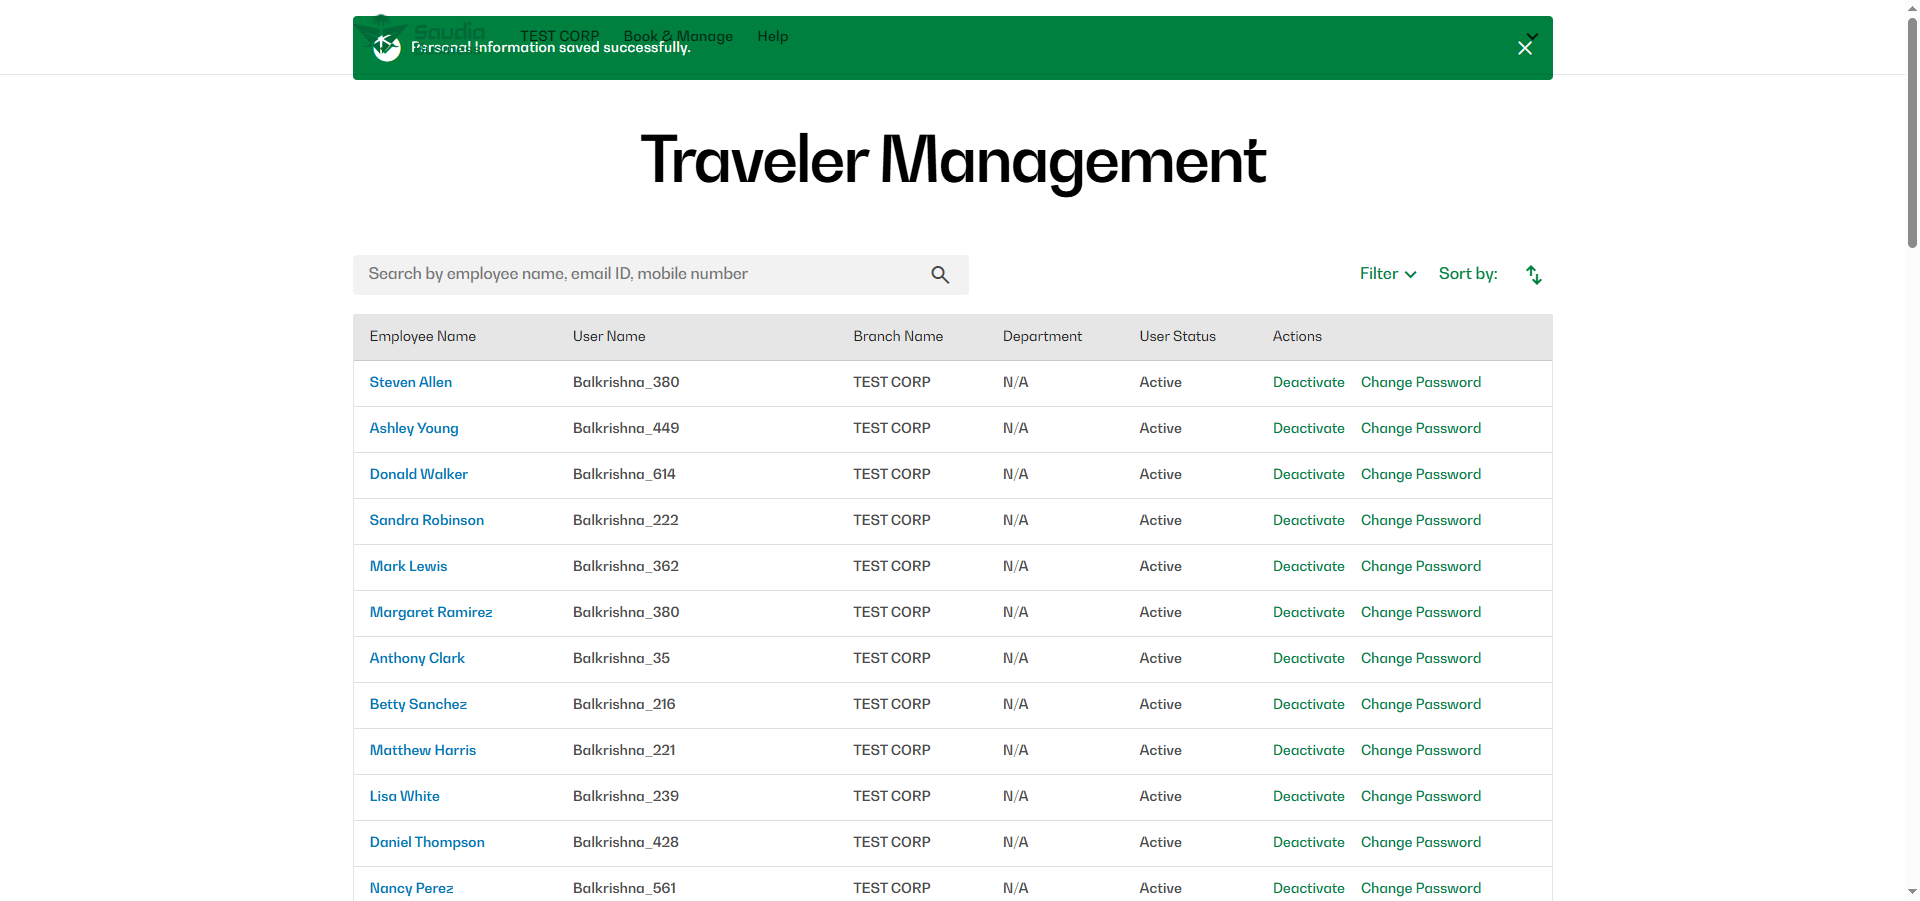 Saudia
TEST CORP Book & Manage Help
Personal Information saved successfully.
Traveler Management
Search by employee name, email ID, mobile number
Filter Sort by:
Employee Name User Name Branch Name Department User Status Actions
Steven Allen Balkrishna_380 TEST CORP N/A Active Deactivate Change Password
Ashley Young Balkrishna_449 TEST CORP N/A Active Deactivate Change Password
Donald Walker Balkrishna_614 TEST CORP N/A Active Deactivate Change Password
Sandra Robinson Balkrishna_222 TEST CORP N/A Active Deactivate Change Password
Mark Lewis Balkrishna_362 TEST CORP N/A Active Deactivate Change Password
Margaret Ramirez Balkrishna_380 TEST CORP N/A Active Deactivate Change Password
Anthony Clark Balkrishna_35 TEST CORP N/A Active Deactivate Change Password
Betty Sanchez Balkrishna_216 TEST CORP N/A Active Deactivate Change Password
Matthew Harris Balkrishna_221 TEST CORP N/A Active Deactivate Change Password
Lisa White Balkrishna_239 TEST CORP N/A Active Deactivate Change Password
Daniel Thompson Balkrishna_428 TEST CORP N/A Active Deactivate Change Password
Nancy Perez Balkrishna_561 TEST CORP N/A Active Deactivate Change Password